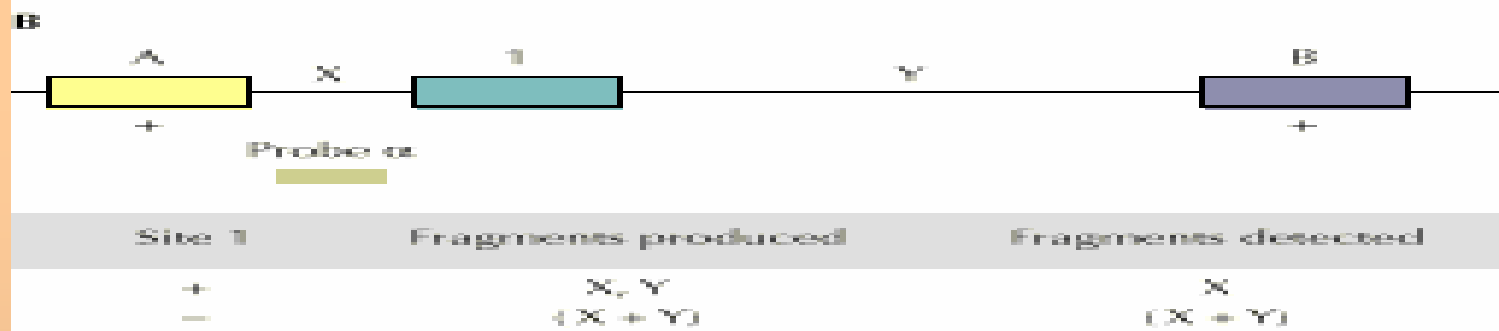 B
A 1 B
X Y
+ +
Probe α
Site 1 Fragments produced Fragments detected
+ X, Y X
− (X + Y) (X + Y)